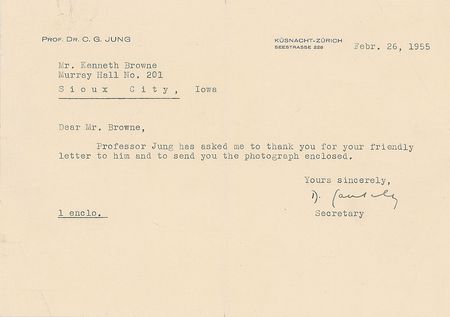 PROF. DR. C. G. JUNG
KÜSNACHT-ZÜRICH
SEESTRASSE 228
Febr. 26, 1955
Mr. Kenneth Browne
Murray Hall No. 201
Sioux City, Iowa
Dear Mr. Browne,
Professor Jung has asked me to thank you for your friendly
letter to him and to send you the photograph enclosed.
Yours sincerely,
Secretary
1 enclo.